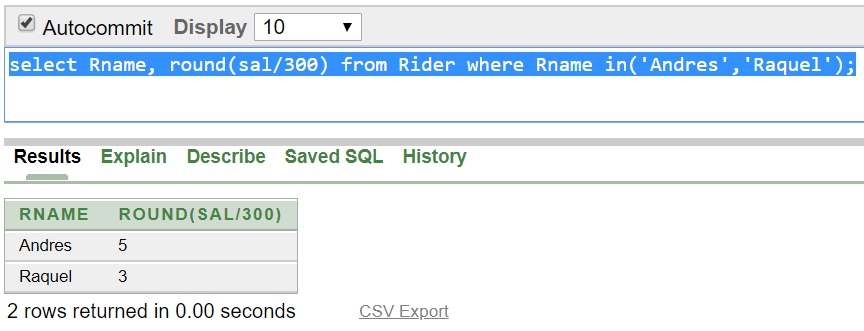 Autocommit Display 10
select Rname, round(sal/300) from Rider where Rname in('Andres','Raquel');
Results Explain Describe Saved SQL History
RNAME ROUND(SAL/300)
Andres 5
Raquel 3
2 rows returned in 0.00 seconds CSV Export